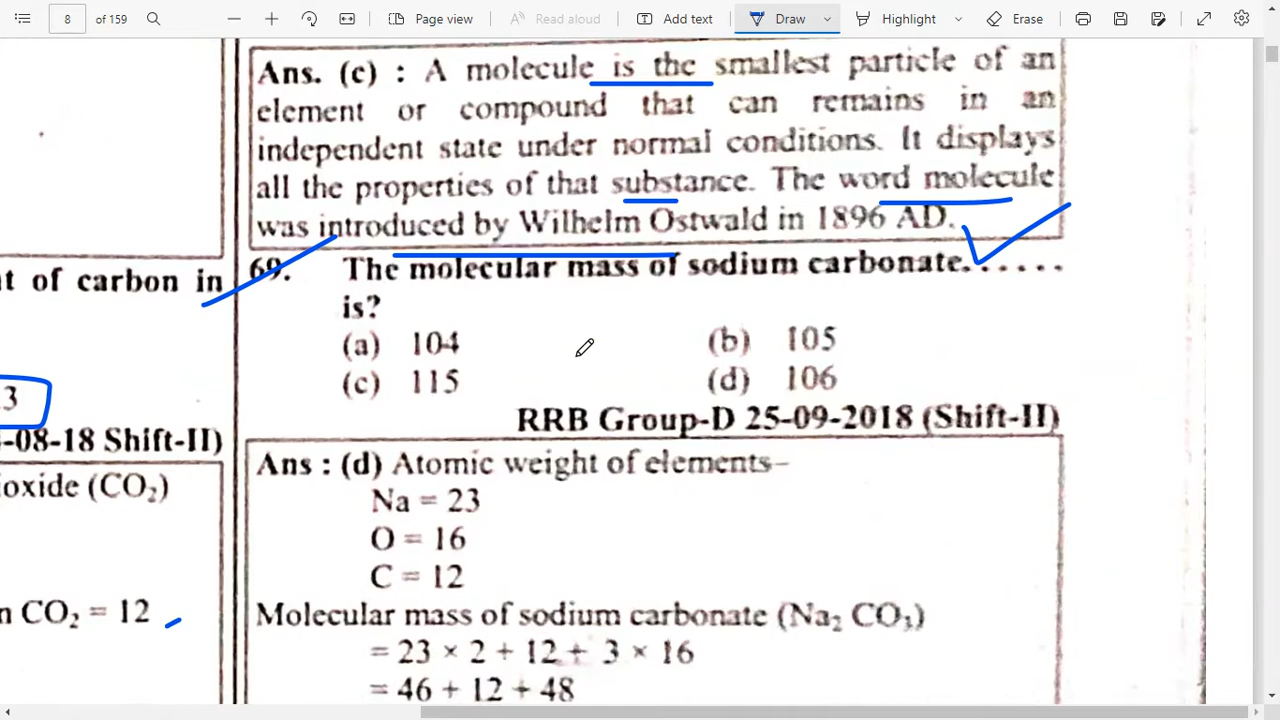 8 of 159
Page view
Read aloud
Add text
Draw
Highlight
Erase
t of carbon in
3
-08-18 Shift-II)
ioxide (CO₂)
n CO₂ = 12
Ans. (c) : A molecule is the smallest particle of an
element or compound that can remains in an
independent state under normal conditions. It displays
all the properties of that substance. The word molecule
was introduced by Wilhelm Ostwald in 1896 AD.
69. The molecular mass of sodium carbonate.......
is?
(a) 104 (b) 105
(c) 115 (d) 106
RRB Group-D 25-09-2018 (Shift-II)
Ans : (d) Atomic weight of elements–
Na = 23
O = 16
C = 12
Molecular mass of sodium carbonate (Na₂ CO₃)
= 23 × 2 + 12 + 3 × 16
= 46 + 12 + 48